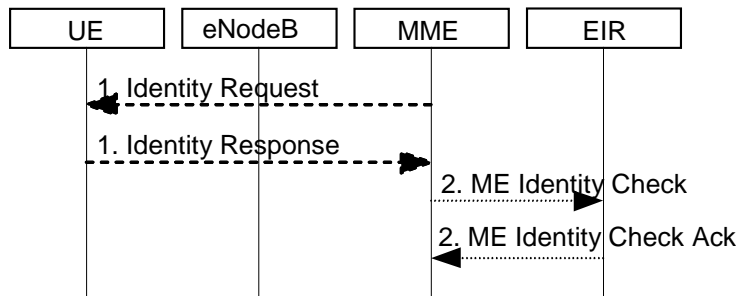 UE eNodeB MME EIR
1. Identity Request
1. Identity Response
2. ME Identity Check
2. ME Identity Check Ack